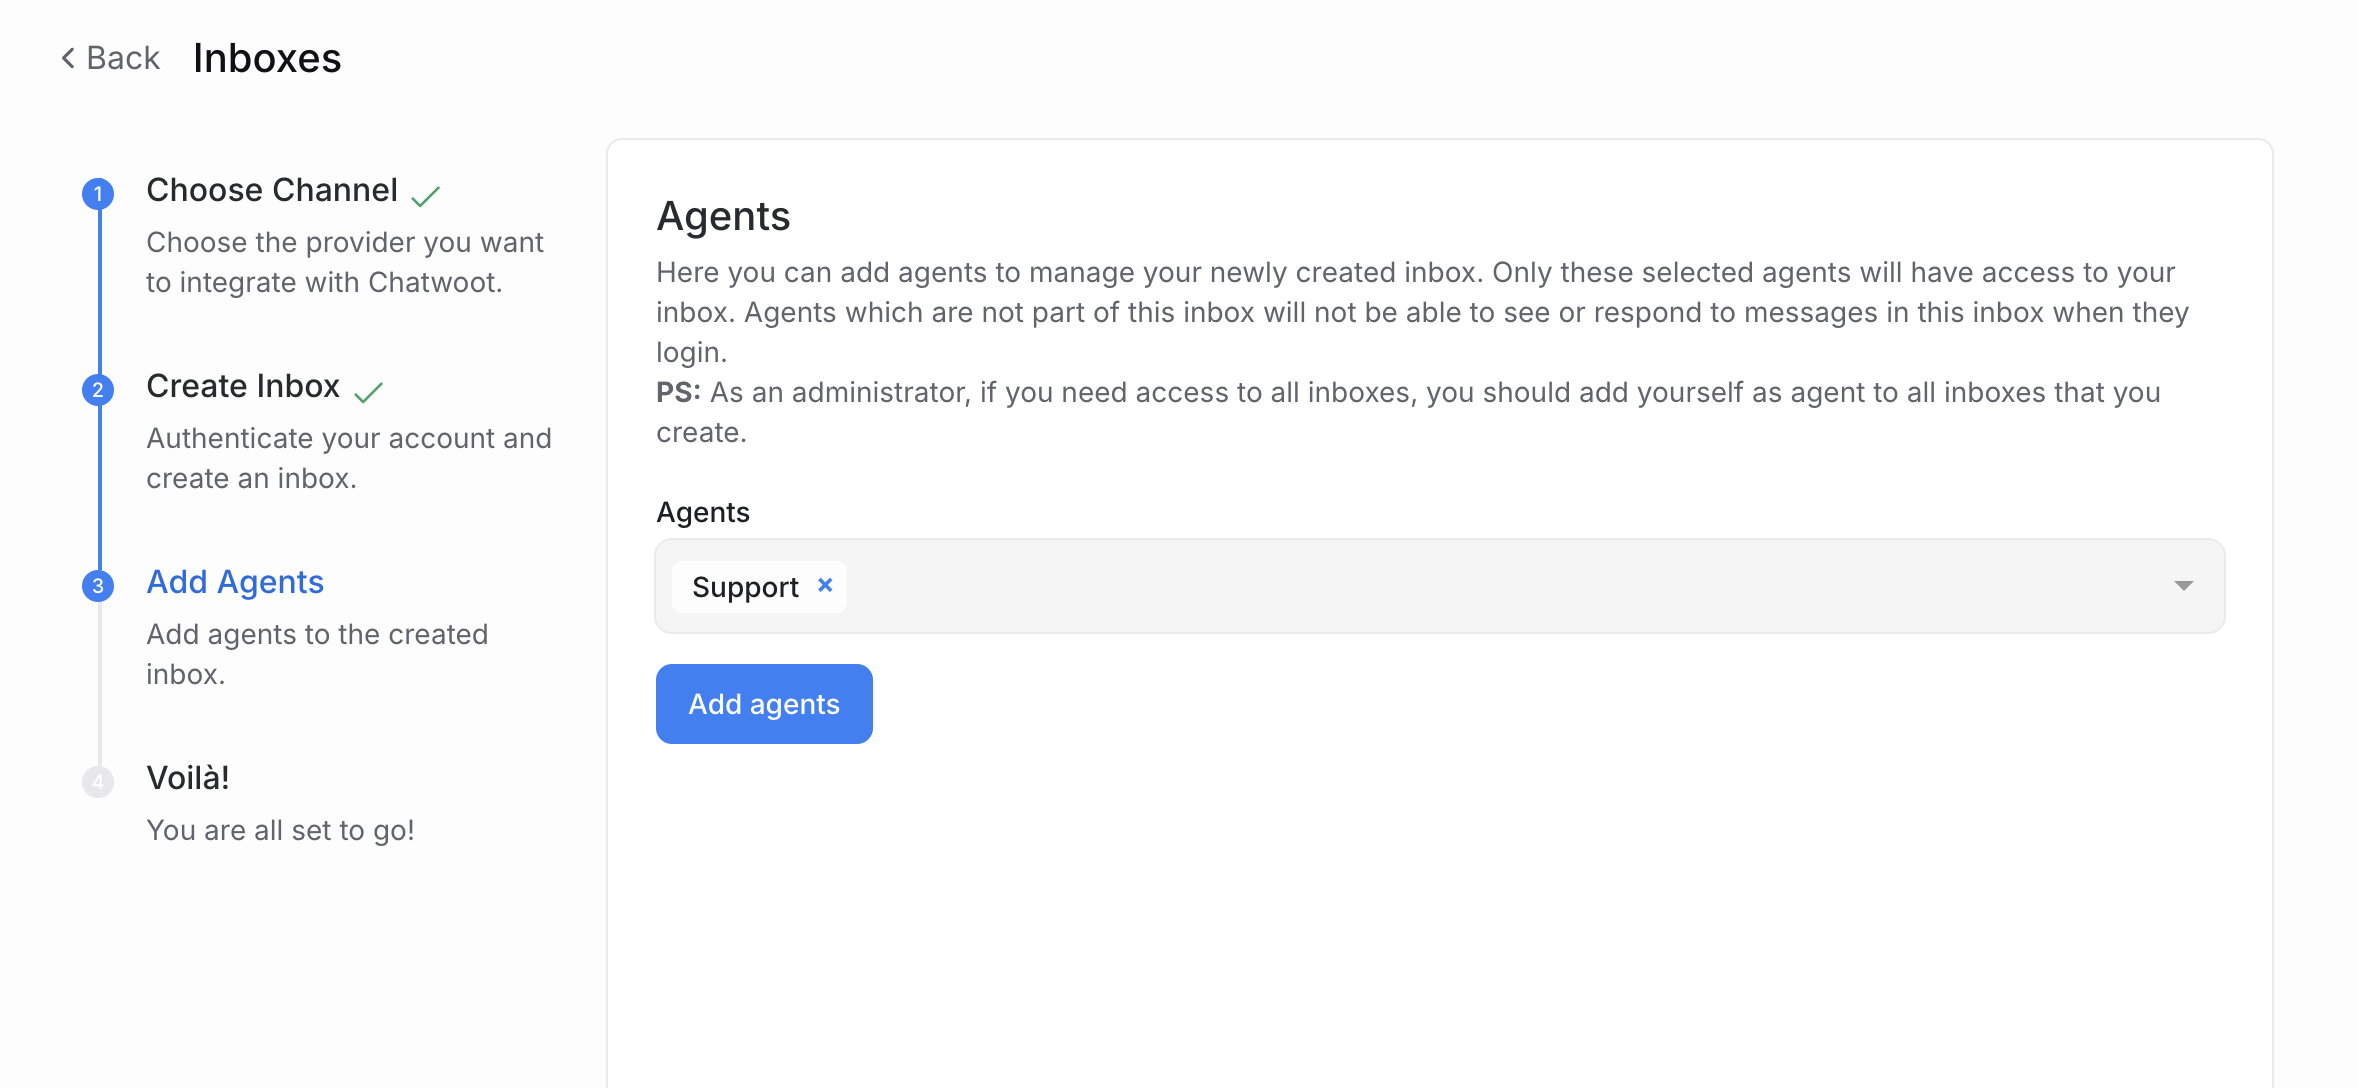 Back Inboxes
1 Choose Channel
Choose the provider you want
to integrate with Chatwoot.
2 Create Inbox
Authenticate your account and
create an inbox.
3 Add Agents
Add agents to the created
inbox.
4 Voilà!
You are all set to go!
Agents
Here you can add agents to manage your newly created inbox. Only these selected agents will have access to your
inbox. Agents which are not part of this inbox will not be able to see or respond to messages in this inbox when they
login.
PS: As an administrator, if you need access to all inboxes, you should add yourself as agent to all inboxes that you
create.
Agents
Support
Add agents